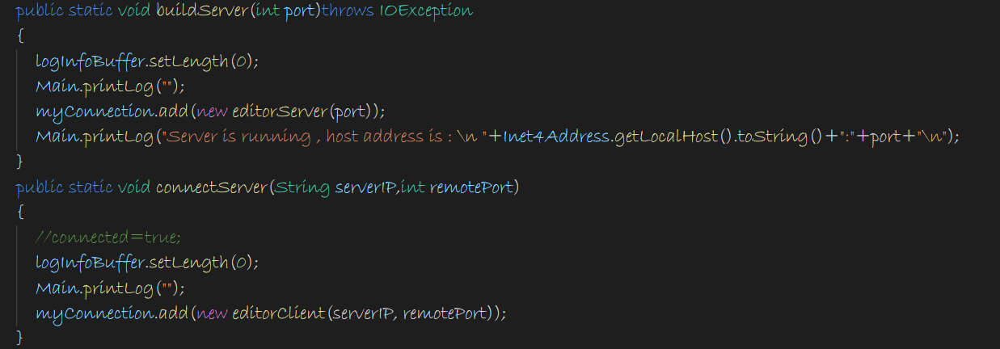 public static void buildServer(int port)throws IOException
{
logInfoBuffer.setLength(0);
Main.printLog("");
myConnection.add(new editorServer(port));
Main.printLog("Server is running , host address is : \n "+Inet4Address.getLocalHost().toString()+":"+port+"\n");
}
public static void connectServer(String serverIP,int remotePort)
{
//connected=true;
logInfoBuffer.setLength(0);
Main.printLog("");
myConnection.add(new editorClient(serverIP, remotePort));
}